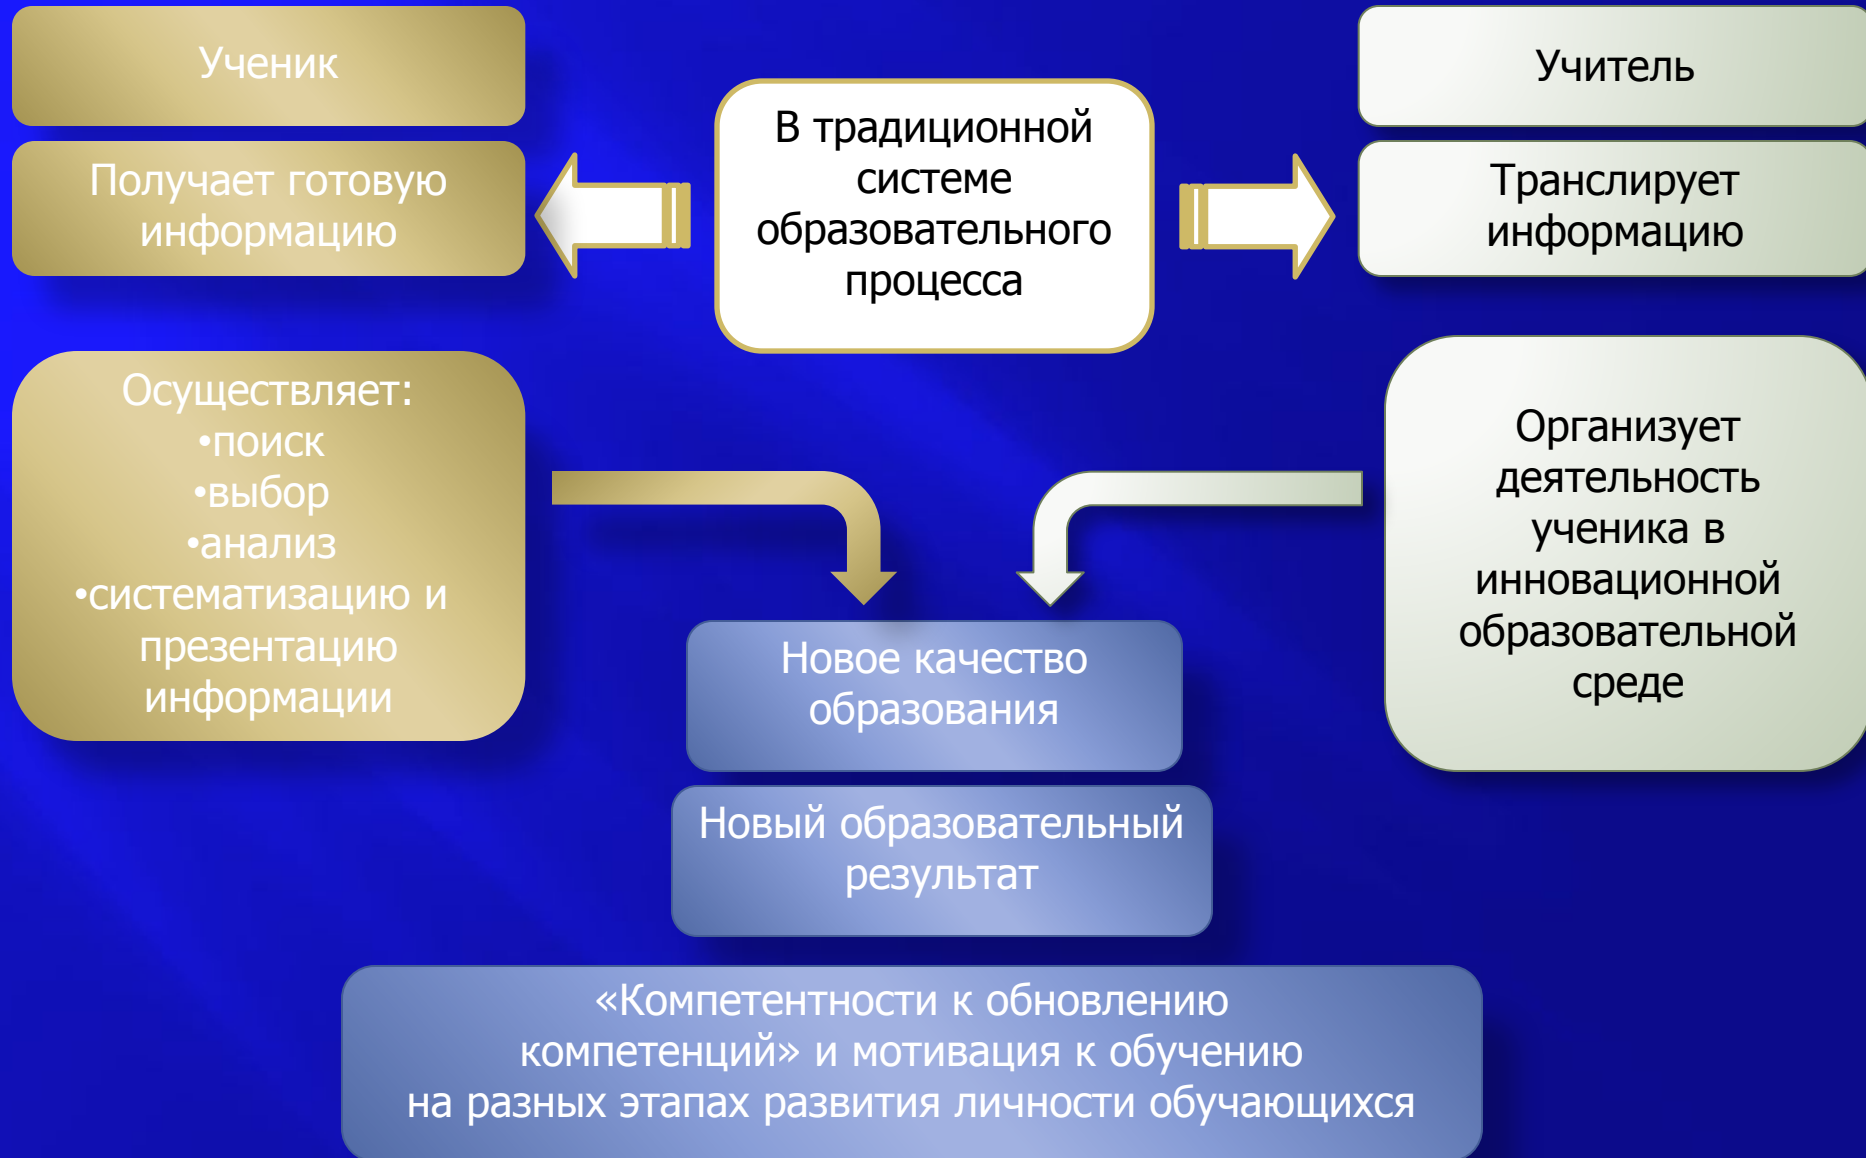 Ученик
Получает готовую
информацию
В традиционной
системе
образовательного
процесса
Учитель
Транслирует
информацию
Осуществляет:
•поиск
•выбор
•анализ
•систематизацию и
презентацию
информации
Организует
деятельность
ученика в
инновационной
образовательной
среде
Новое качество
образования
Новый образовательный
результат
«Компетентности к обновлению
компетенций» и мотивация к обучению
на разных этапах развития личности обучающихся